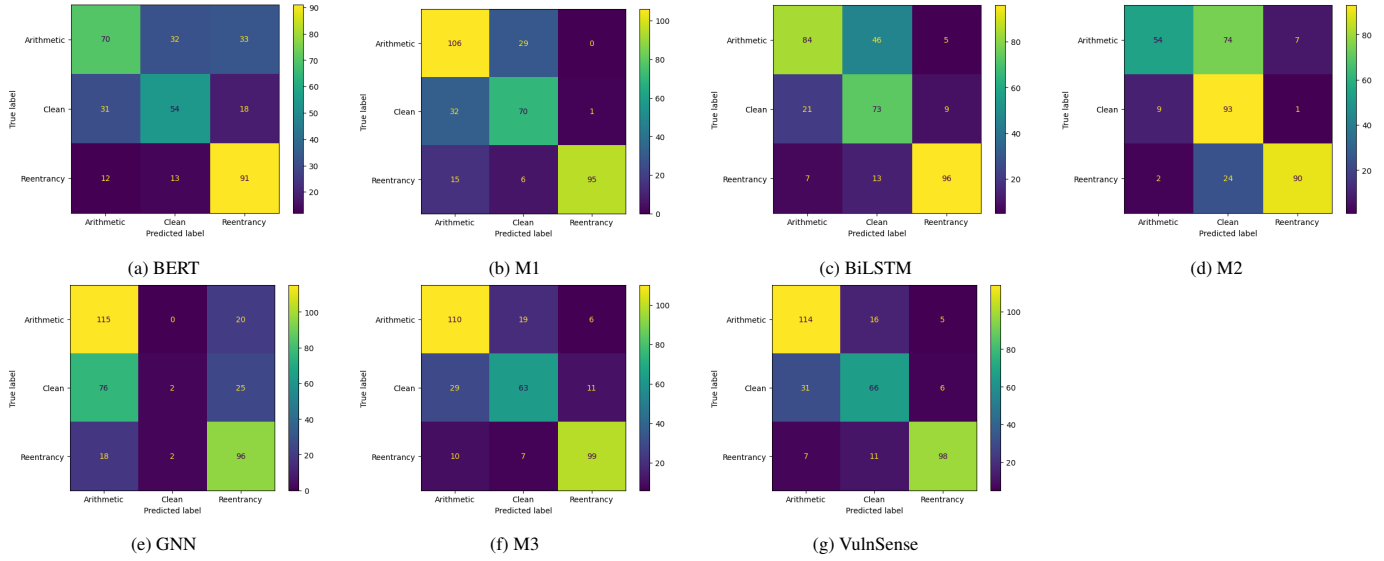 Arithmetic 70 32 33
Clean 31 54 18
Reentrancy 12 13 91
Arithmetic Clean Reentrancy
Predicted label
True label
90
80
70
60
50
40
30
20
(a) BERT
Arithmetic 106 29 0
Clean 32 70 1
Reentrancy 15 6 95
Arithmetic Clean Reentrancy
Predicted label
True label
100
80
60
40
20
0
(b) M1
Arithmetic 84 46 5
Clean 21 73 9
Reentrancy 7 13 96
Arithmetic Clean Reentrancy
Predicted label
True label
80
60
40
20
(c) BiLSTM
Arithmetic 54 74 7
Clean 9 93 1
Reentrancy 2 24 90
Arithmetic Clean Reentrancy
Predicted label
True label
80
60
40
20
(d) M2
Arithmetic 115 0 20
Clean 76 2 25
Reentrancy 18 2 96
Arithmetic Clean Reentrancy
Predicted label
True label
100
80
60
40
20
0
(e) GNN
Arithmetic 110 19 6
Clean 29 63 11
Reentrancy 10 7 99
Arithmetic Clean Reentrancy
Predicted label
True label
100
80
60
40
20
(f) M3
Arithmetic 114 16 5
Clean 31 66 6
Reentrancy 7 11 98
Arithmetic Clean Reentrancy
Predicted label
True label
100
80
60
40
20
(g) VulnSense